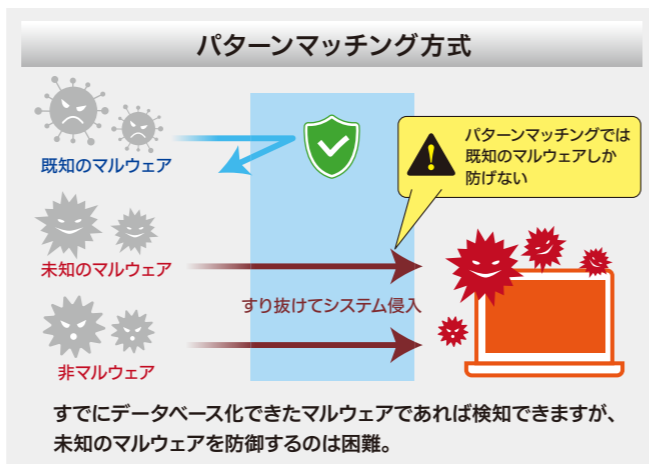 パターンマッチング方式
既知のマルウェア
パターンマッチングでは
既知のマルウェアしか
防げない
未知のマルウェア
すり抜けてシステム侵入
非マルウェア
すでにデータベース化できたマルウェアであれば検知できますが、
未知のマルウェアを防御するのは困難。